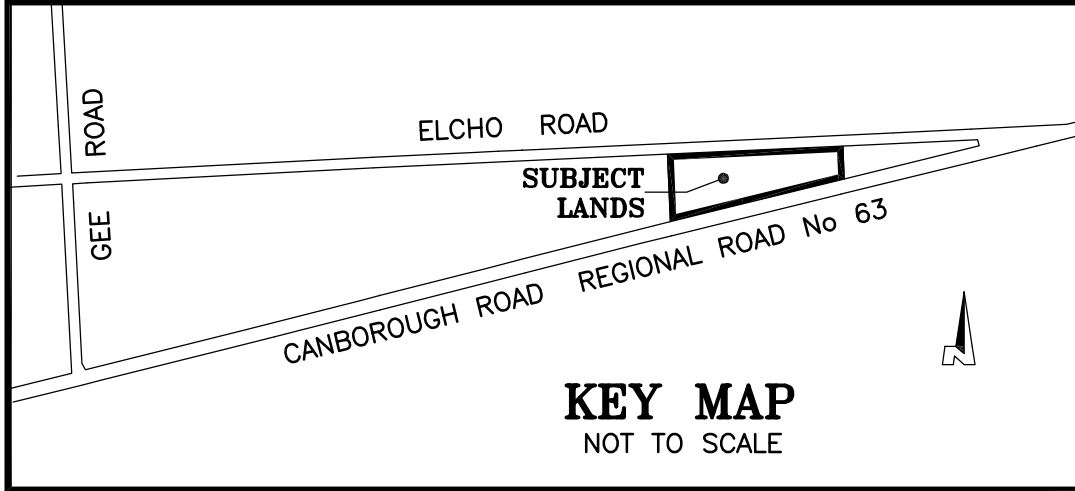 ELCHO ROAD
GEE ROAD
SUBJECT
LANDS
CANBOROUGH ROAD REGIONAL ROAD No 63
N
KEY MAP
NOT TO SCALE